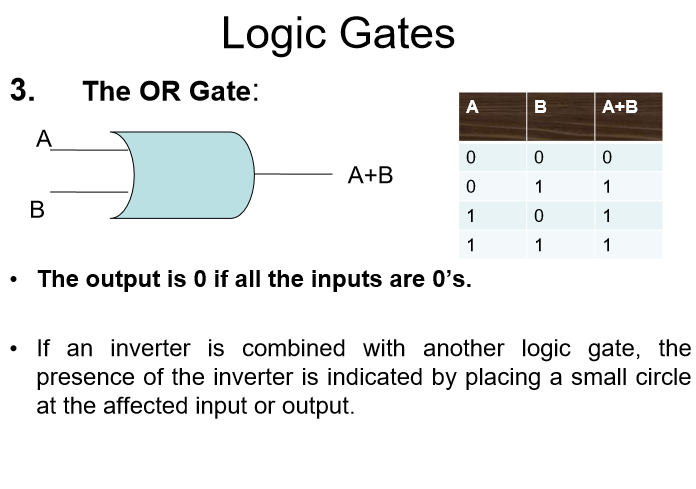 Logic Gates
3. The OR Gate:
A
B
A+B
A B A+B
0 0 0
0 1 1
1 0 1
1 1 1
• The output is 0 if all the inputs are 0’s.
• If an inverter is combined with another logic gate, the
presence of the inverter is indicated by placing a small circle
at the affected input or output.